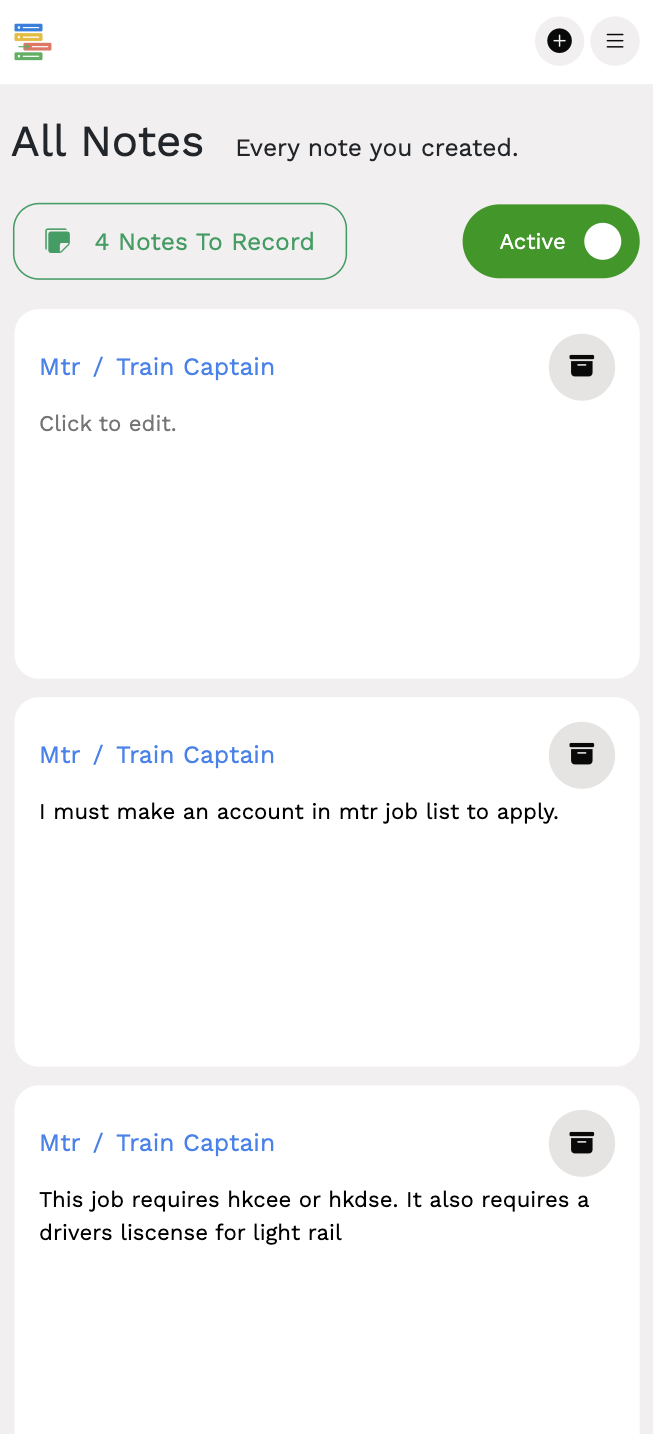 All Notes Every note you created.
4 Notes To Record
Active
Mtr / Train Captain
Click to edit.
Mtr / Train Captain
I must make an account in mtr job list to apply.
Mtr / Train Captain
This job requires hkcee or hkdse. It also requires a
drivers liscense for light rail